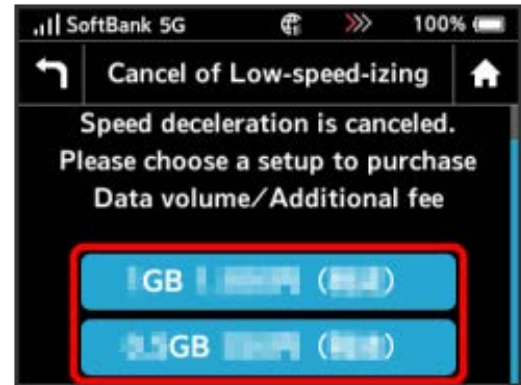 SoftBank 5G 100%
Cancel of Low-speed-izing
Speed deceleration is canceled.
Please choose a setup to purchase
Data volume/Additional fee
GB ( )
GB ( )